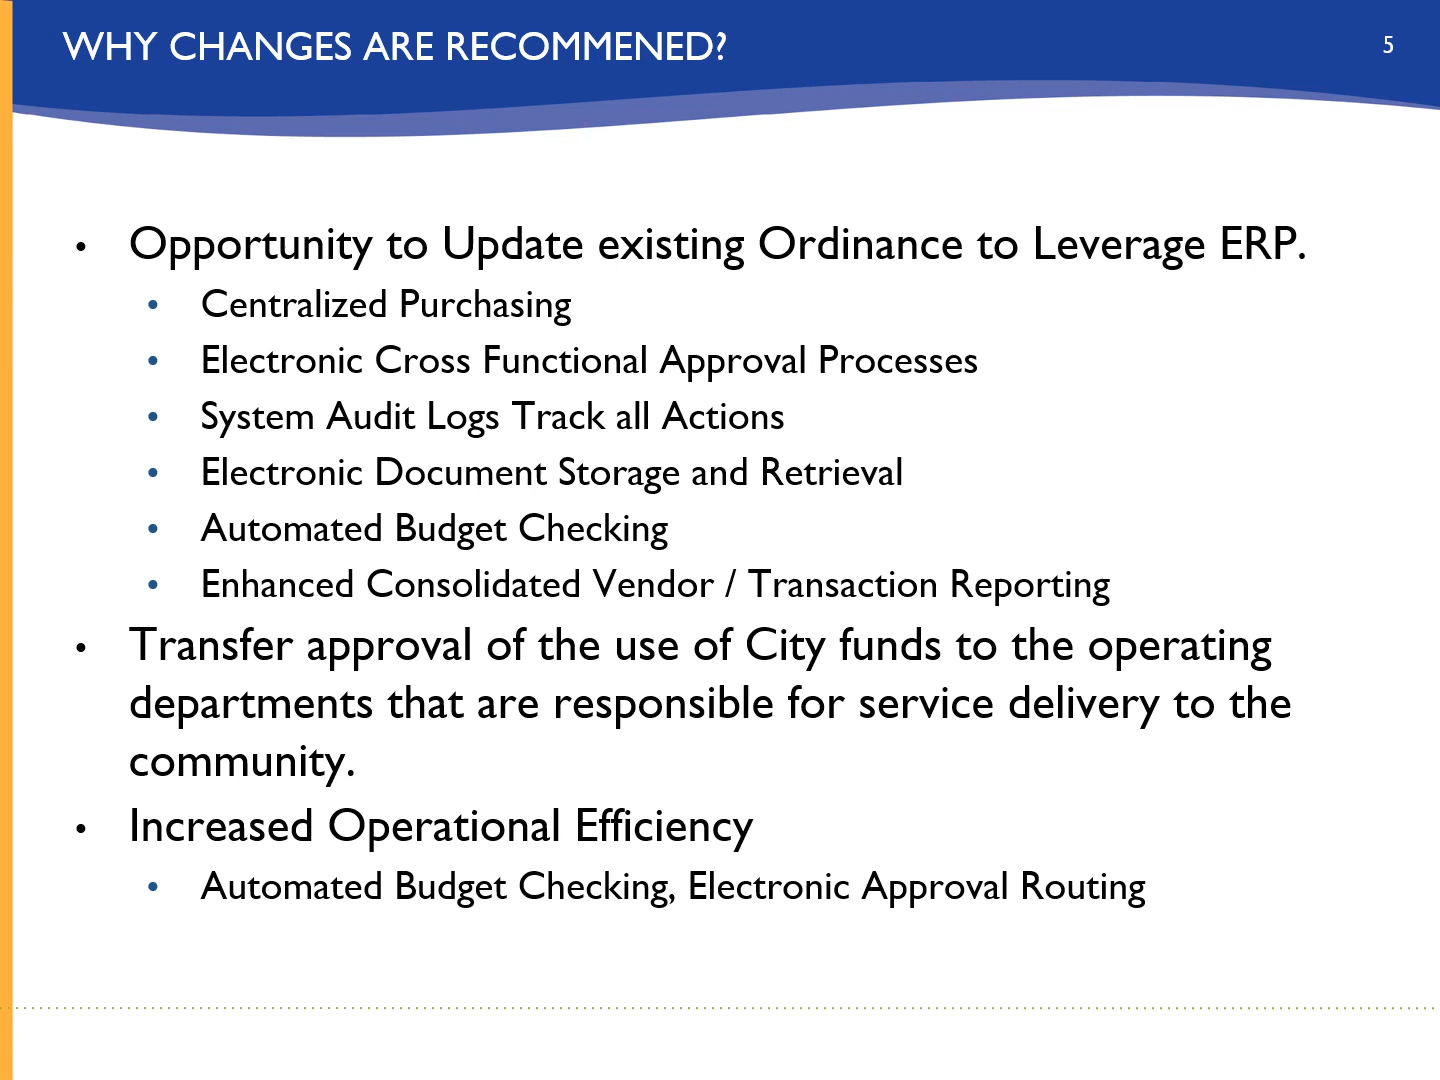 WHY CHANGES ARE RECOMMENED?
5
• Opportunity to Update existing Ordinance to Leverage ERP.
• Centralized Purchasing
• Electronic Cross Functional Approval Processes
• System Audit Logs Track all Actions
• Electronic Document Storage and Retrieval
• Automated Budget Checking
• Enhanced Consolidated Vendor / Transaction Reporting
• Transfer approval of the use of City funds to the operating
departments that are responsible for service delivery to the
community.
• Increased Operational Efficiency
• Automated Budget Checking, Electronic Approval Routing